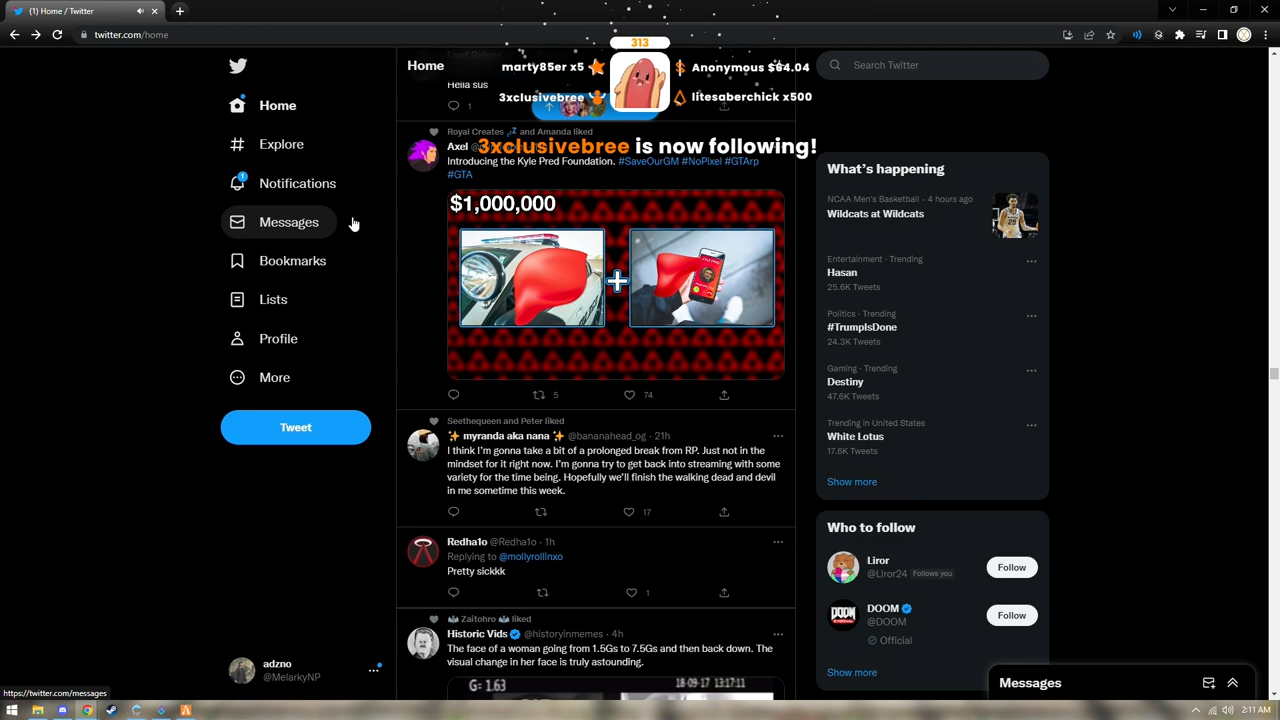 (1) Home / Twitter
twitter.com/home
313
marty85er x5
Anonymous $64.04
3xclusivebree
litesaberchick x500
3xclusivebree is now following!
Home
Explore
Notifications
1
Messages
Bookmarks
Lists
Profile
More
Tweet
adzno
@MelarkyNP
https://twitter.com/messages
Home
Hella sus
1
Royal Creates and Amanda liked
Axel
Introducing the Kyle Pred Foundation. #SaveOurGM #NoPixel #GTArp
#GTA
$1,000,000
5
74
Seethequeen and Peter liked
myranda aka nana @bananahead_og · 21h
I think I'm gonna take a bit of a prolonged break from RP. Just not in the
mindset for it right now. I'm gonna try to get back into streaming with some
variety for the time being. Hopefully we'll finish the walking dead and devil
in me sometime this week.
17
Redha1o @Redha1o · 1h
Replying to @mollyrollinxo
Pretty sickkk
1
Zaitohro liked
Historic Vids @historyinmemes · 4h
The face of a woman going from 1.5Gs to 7.5Gs and then back down. The
visual change in her face is truly astounding.
G= 1.63
18-09-17 13:17:11
Search Twitter
What's happening
NCAA Men's Basketball · 4 hours ago
Wildcats at Wildcats
Entertainment · Trending
Hasan
25.6K Tweets
Politics · Trending
#TrumpIsDone
24.3K Tweets
Gaming · Trending
Destiny
47.6K Tweets
Trending in United States
White Lotus
17.6K Tweets
Show more
Who to follow
Liror
@Liror24 Follows you
Follow
DOOM
@DOOM
Official
Follow
Show more
Messages
2:11 AM